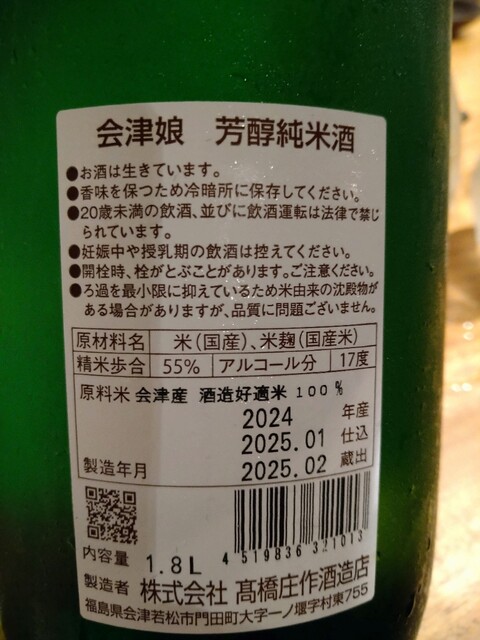 会津娘　芳醇純米酒
●お酒は生きています。
●香味を保つため冷暗所に保存してください。
●20歳未満の飲酒、並びに飲酒運転は法律で禁じ
られています。
●妊娠中や授乳期の飲酒は控えてください。
●開栓時、栓がとぶことがあります。ご注意ください。
●ろ過を最小限に抑えているため米由来の沈殿物が
ある場合がありますが、品質に問題ございません。
原材料名 米(国産)、米麹(国産米)
精米歩合 55% アルコール分 17度
原料米 会津産 酒造好適米 100%
2024 年産
2025.01 仕込
製造年月 2025.02 蔵出
4 519836 321013
内容量 1.8L
製造者 株式会社 髙橋庄作酒造店
福島県会津若松市門田町大字一ノ堰字村東755